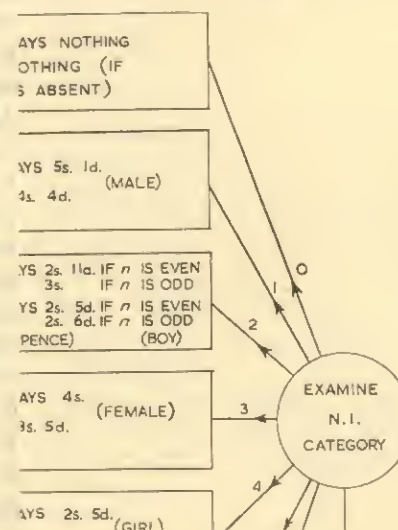 AYS NOTHING
OTHING (IF
S ABSENT)
AYS 5s. 1d.
(MALE)
4s. 4d.
YS 2s. 11d. IF n IS EVEN
3s. IF n IS ODD
YS 2s. 5d. IF n IS EVEN
2s. 6d. IF n IS ODD
PENCE) (BOY)
AYS 4s.
(FEMALE)
3s. 5d.
AYS 2s. 5d.
(GIRL)
0
1
2
3
4
EXAMINE
N.I.
CATEGORY